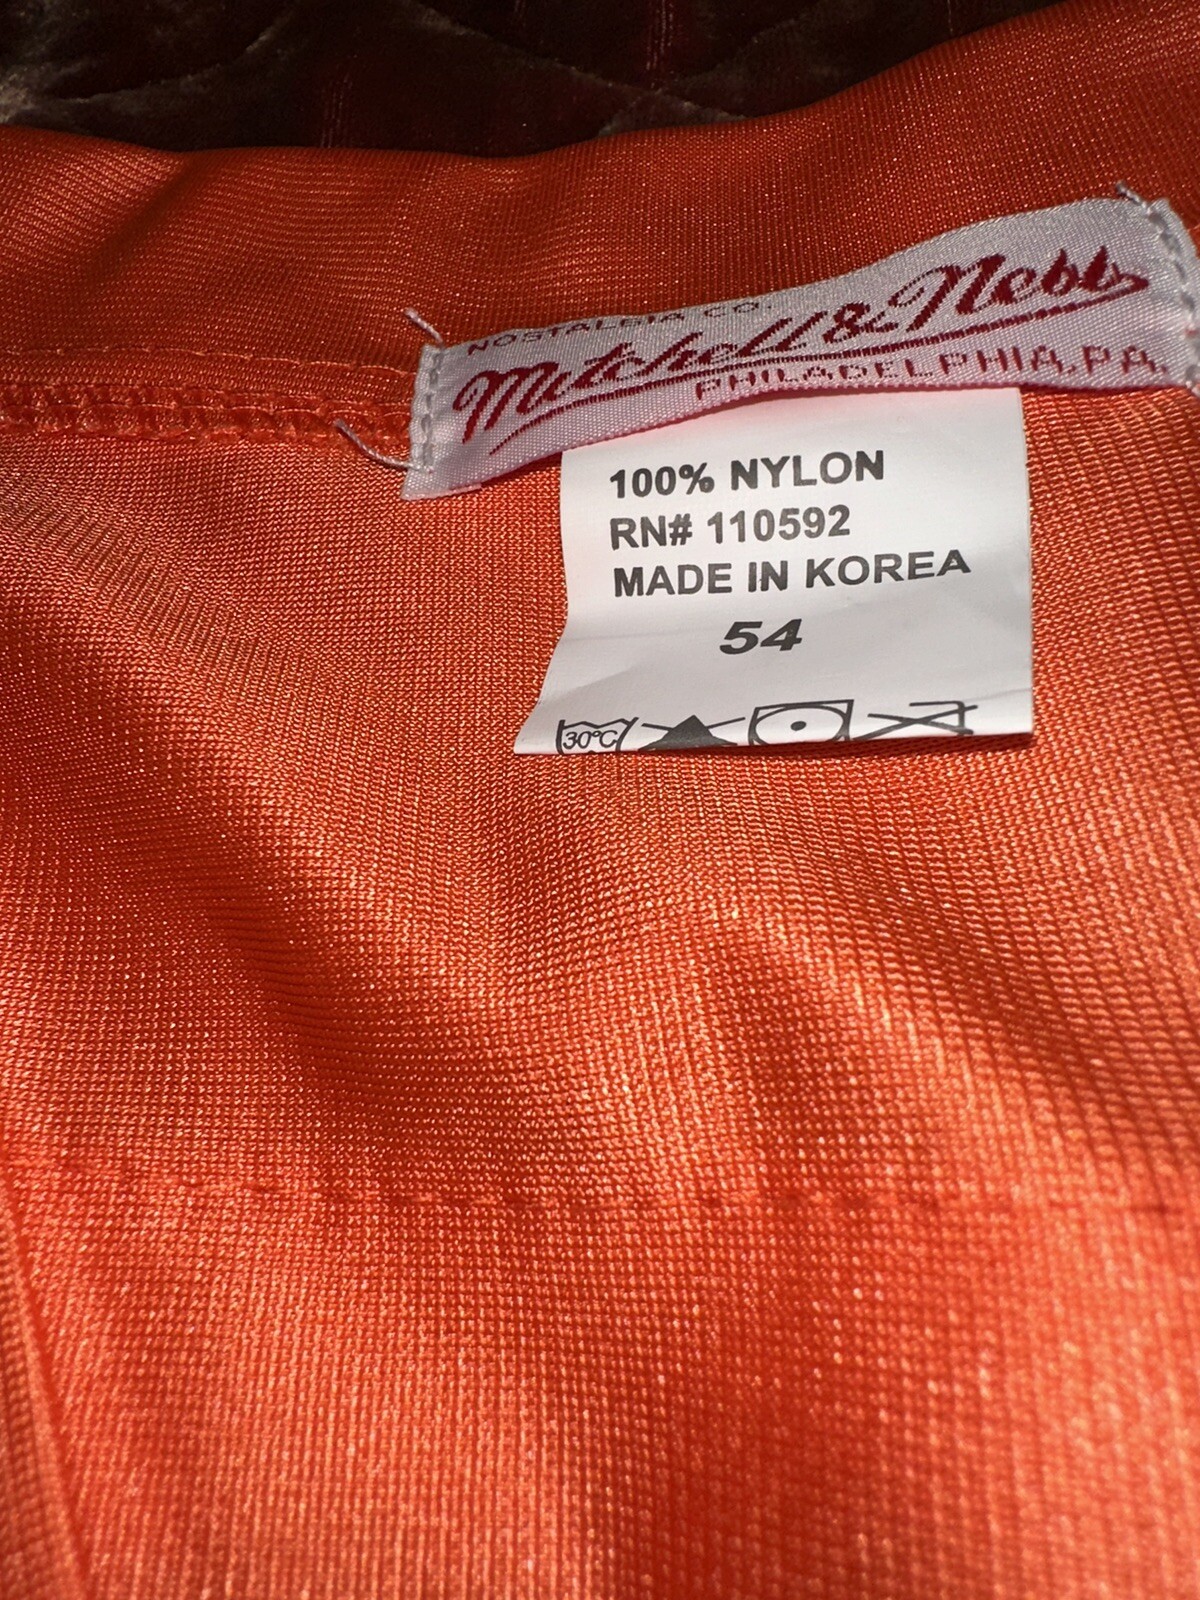 NOSTALGIA CO.
Mitchell & Ness
PHILADELPHIA, PA.
100% NYLON
RN# 110592
MADE IN KOREA
54
30°C